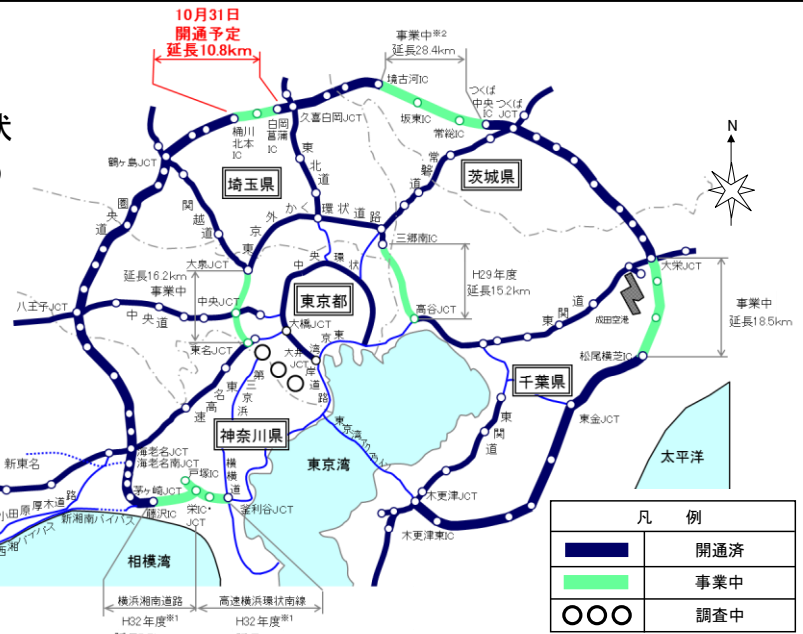 10月31日
開通予定
延長10.8km
事業中※2
延長28.4km
状
)
境古河IC
坂東IC
常総IC
つくば
中央
IC
つくば
JCT
桶川
北本
IC
白岡
菖蒲
IC
久喜白岡JCT
鶴ヶ島JCT
埼玉県
茨城県
東北道
常磐道
圏央道
関越道
東京外かく環状道路
N
大泉JCT
三郷南IC
中央環状
延長16.2km
事業中
H29年度
延長15.2km
大栄JCT
八王子JCT
中央道
中央JCT
東京都
高谷JCT
東関道
成田空港
事業中
延長18.5km
東名JCT
大橋JCT
大井
JCT
東京湾岸道路
松尾横芝IC
東名高速
第三京浜
千葉県
東金JCT
神奈川県
東関道
東京湾アクアライン
東京湾
太平洋
新東名
海老名JCT
海老名南JCT
戸塚IC
横横道
小田原厚木道路
茅ヶ崎JCT
新湘南バイパス
藤沢IC
栄IC・
JCT
釜利谷JCT
西湘バイパス
木更津JCT
木更津東IC
相模湾
凡 例
開通済
事業中
調査中
横浜湘南道路
高速横浜環状南線
H32年度※1
H32年度※1